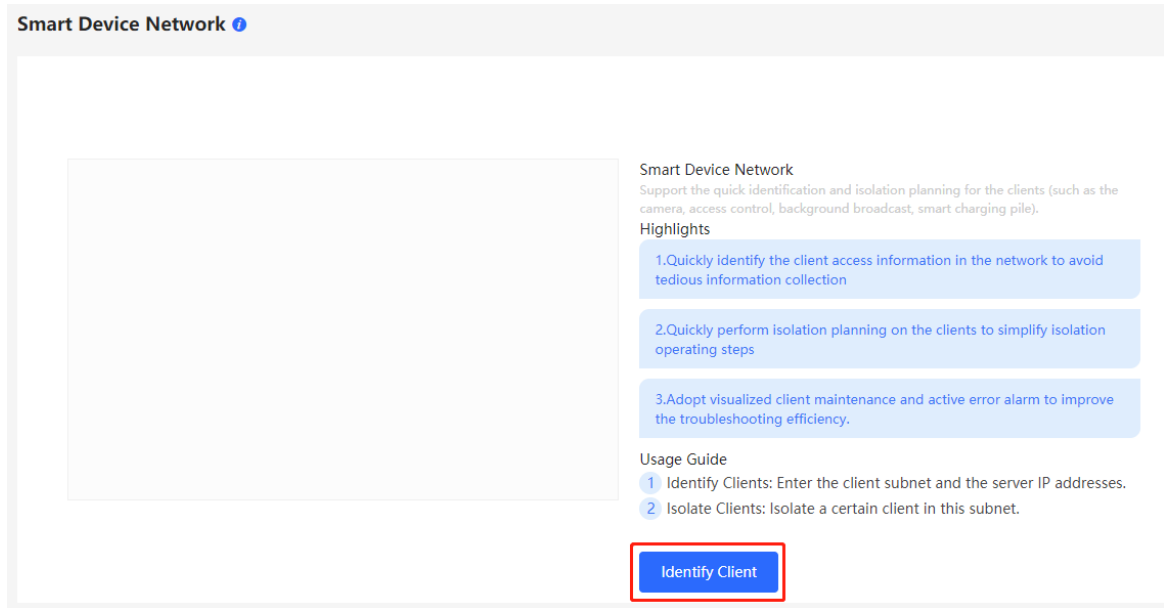 Smart Device Network
Smart Device Network
Support the quick identification and isolation planning for the clients (such as the
camera, access control, background broadcast, smart charging pile).
Highlights
1.Quickly identify the client access information in the network to avoid
tedious information collection
2.Quickly perform isolation planning on the clients to simplify isolation
operating steps
3.Adopt visualized client maintenance and active error alarm to improve
the troubleshooting efficiency.
Usage Guide
1 Identify Clients: Enter the client subnet and the server IP addresses.
2 Isolate Clients: Isolate a certain client in this subnet.
Identify Client